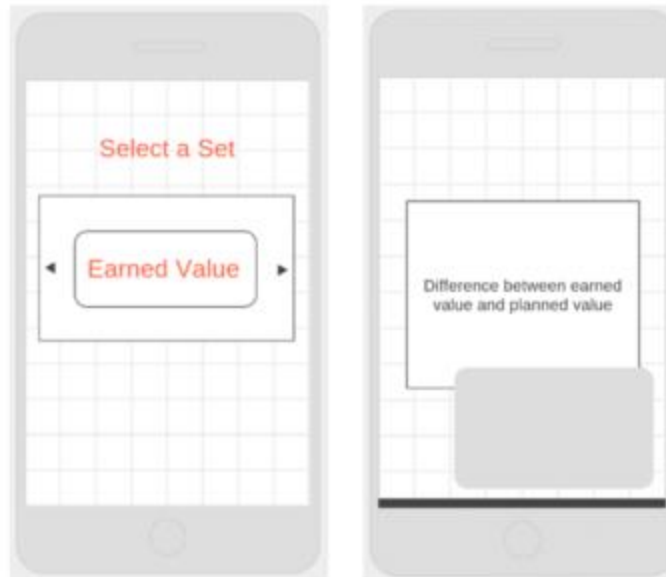 Select a Set
Earned Value
Difference between earned
value and planned value